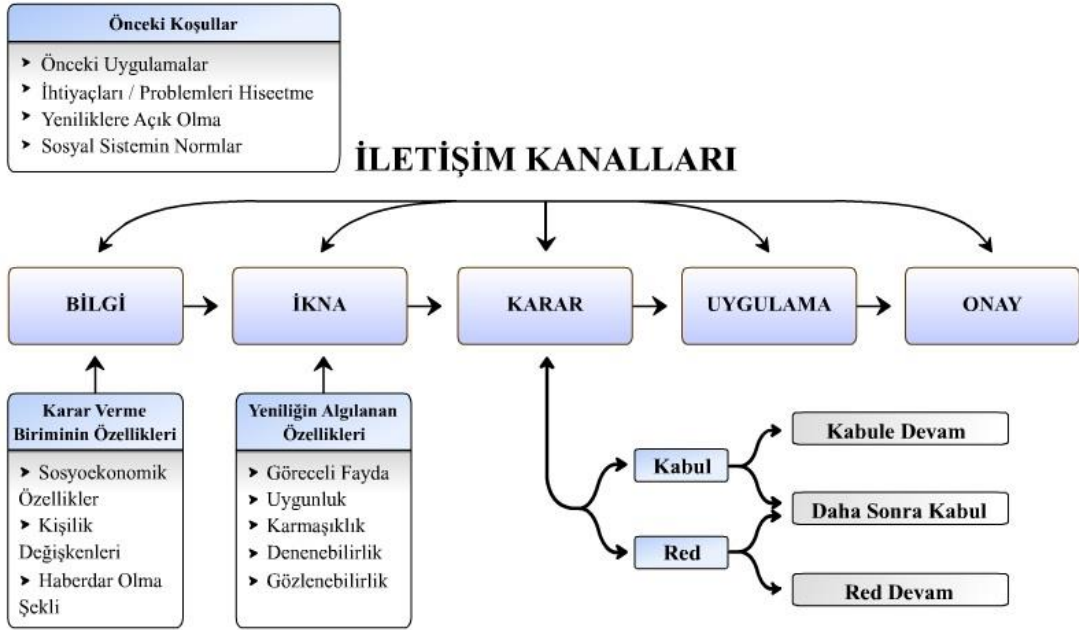 Önceki Koşullar
➤ Önceki Uygulamalar
➤ İhtiyaçları / Problemleri Hiseetme
➤ Yeniliklere Açık Olma
➤ Sosyal Sistemin Normlar
İLETİŞİM KANALLARI
BİLGİ
İKNA
KARAR
UYGULAMA
ONAY
Karar Verme
Biriminin Özellikleri
➤ Sosyoekonomik
Özellikler
➤ Kişilik
Değişkenleri
➤ Haberdar Olma
Şekli
Yeniliğin Algılanan
Özellikleri
➤ Göreceli Fayda
➤ Uygunluk
➤ Karmaşıklık
➤ Denenebilirlik
➤ Gözlenebilirlik
Kabul
Red
Kabule Devam
Daha Sonra Kabul
Red Devam